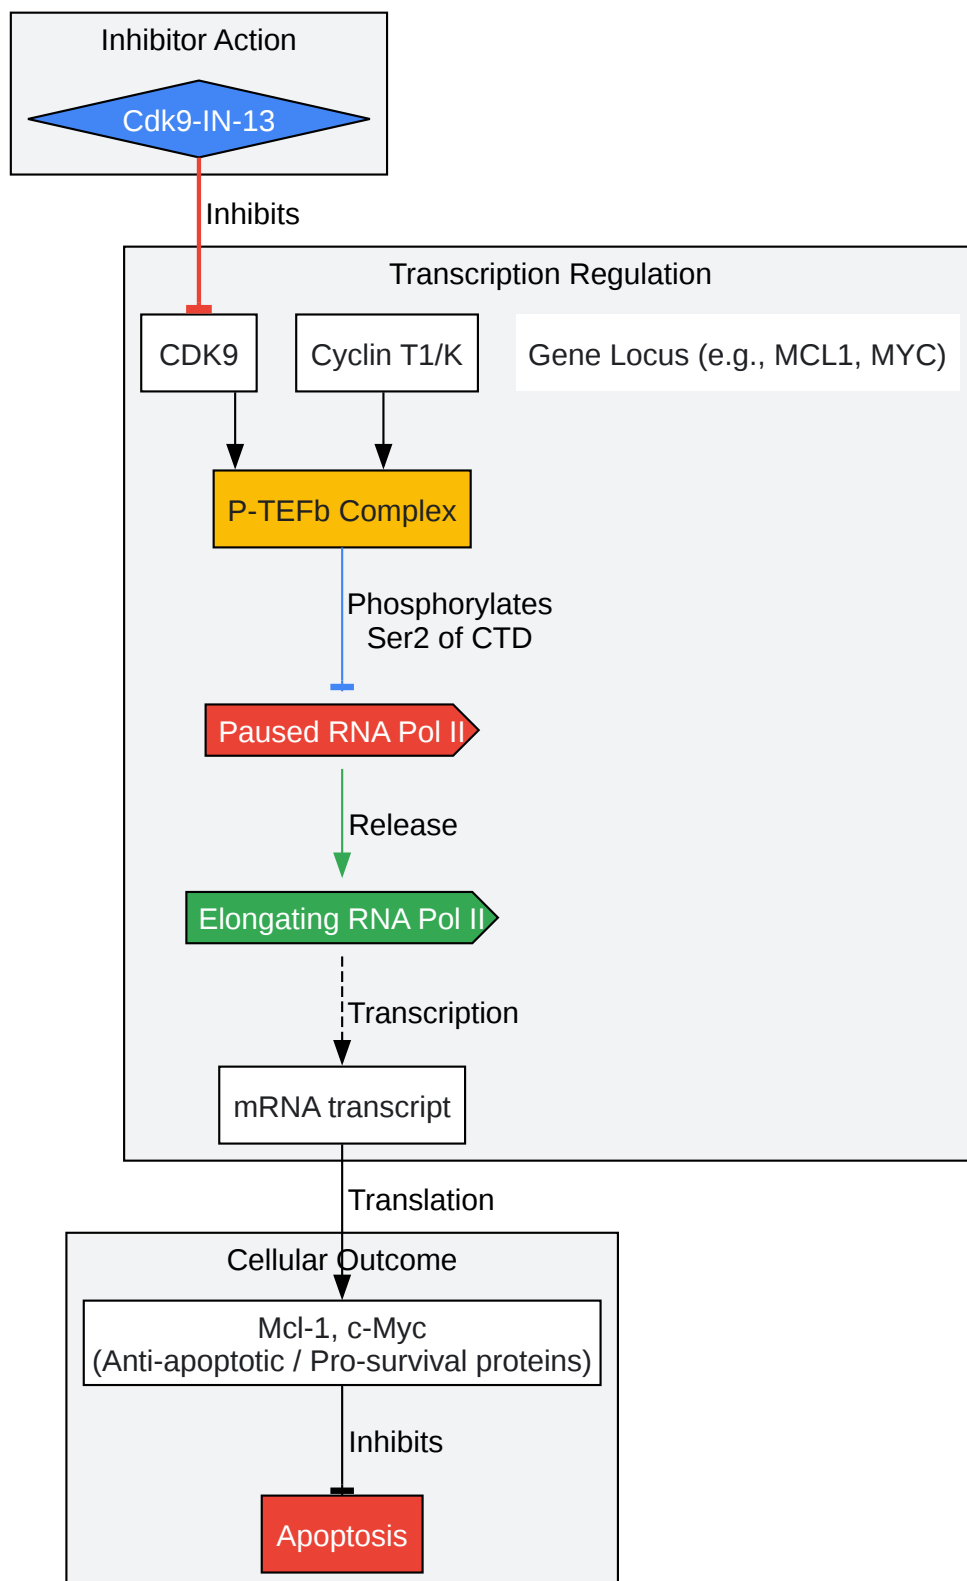 Inhibitor Action
Cdk9-IN-13
Inhibits
Transcription Regulation
CDK9
Cyclin T1/K
Gene Locus (e.g., MCL1, MYC)
P-TEFb Complex
Phosphorylates
Ser2 of CTD
Paused RNA Pol II
Release
Elongating RNA Pol II
Transcription
mRNA transcript
Translation
Cellular Outcome
Mcl-1, c-Myc
(Anti-apoptotic / Pro-survival proteins)
Inhibits
Apoptosis